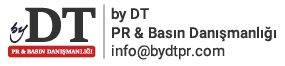 by DT
PR & BASIN DANIŞMANLIĞI
by DT
PR & Basın Danışmanlığı
info@bydtpr.com